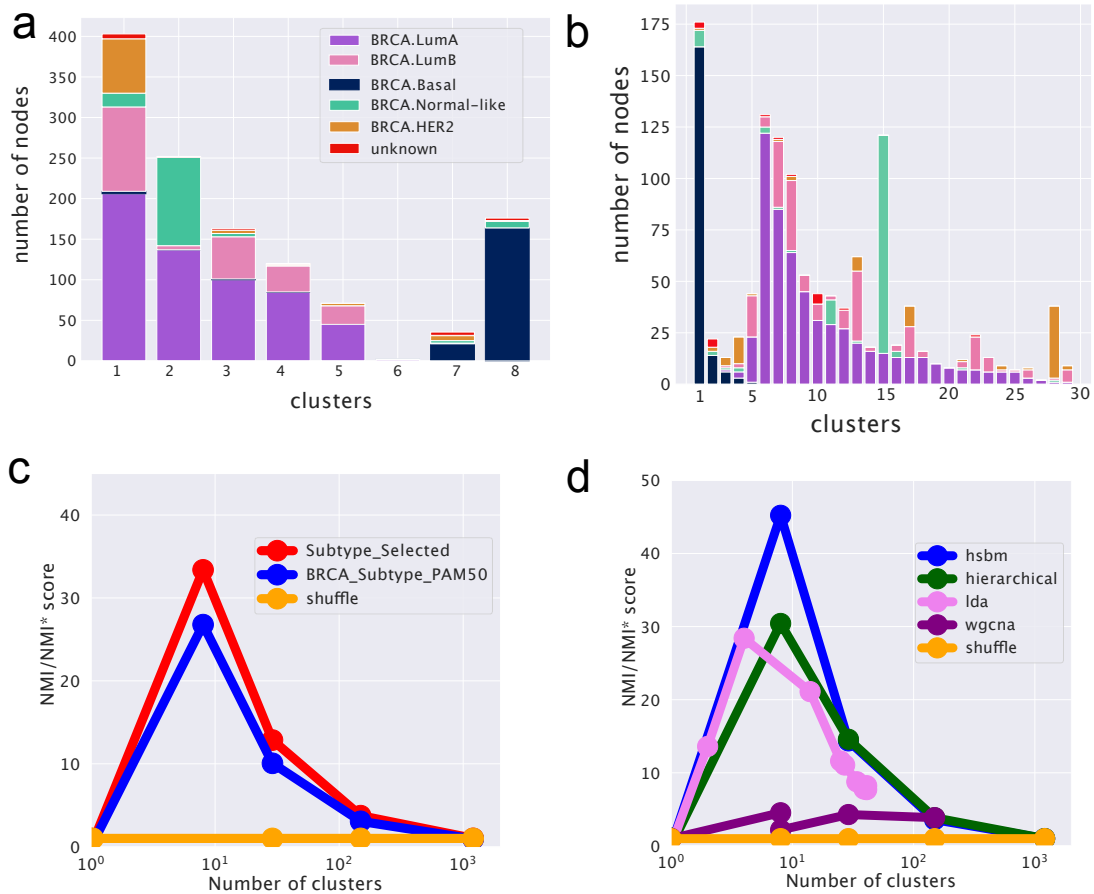 a
400
350
300
250
200
150
100
50
0
number of nodes
1 2 3 4 5 6 7 8
clusters
BRCA.LumA
BRCA.LumB
BRCA.Basal
BRCA.Normal-like
BRCA.HER2
unknown
b
175
150
125
100
75
50
25
0
number of nodes
1 5 10 15 20 25 30
clusters
c
40
30
20
10
0
NMI/NMI* score
10⁰ 10¹ 10² 10³
Number of clusters
Subtype_Selected
BRCA_Subtype_PAM50
shuffle
d
50
40
30
20
10
0
NMI/NMI* score
10⁰ 10¹ 10² 10³
Number of clusters
hsbm
hierarchical
lda
wgcna
shuffle